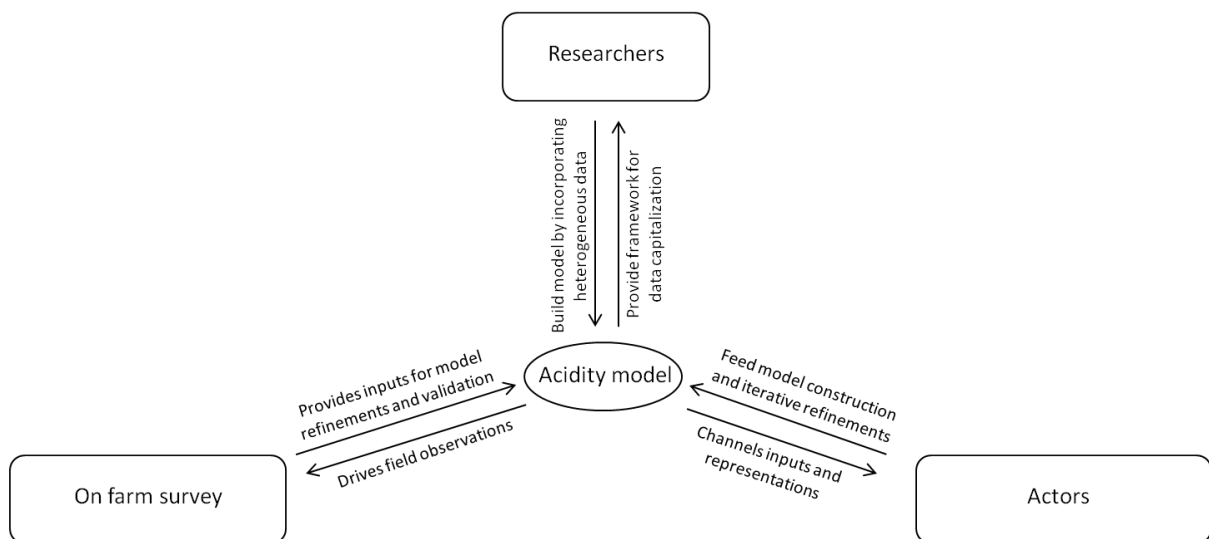 Researchers
Build model by incorporating
heterogeneous data
Provide framework for
data capitalization
Acidity model
Provides inputs for model
refinements and validation
Drives field observations
Feed model construction
and iterative refinements
Channels inputs and
representations
On farm survey
Actors